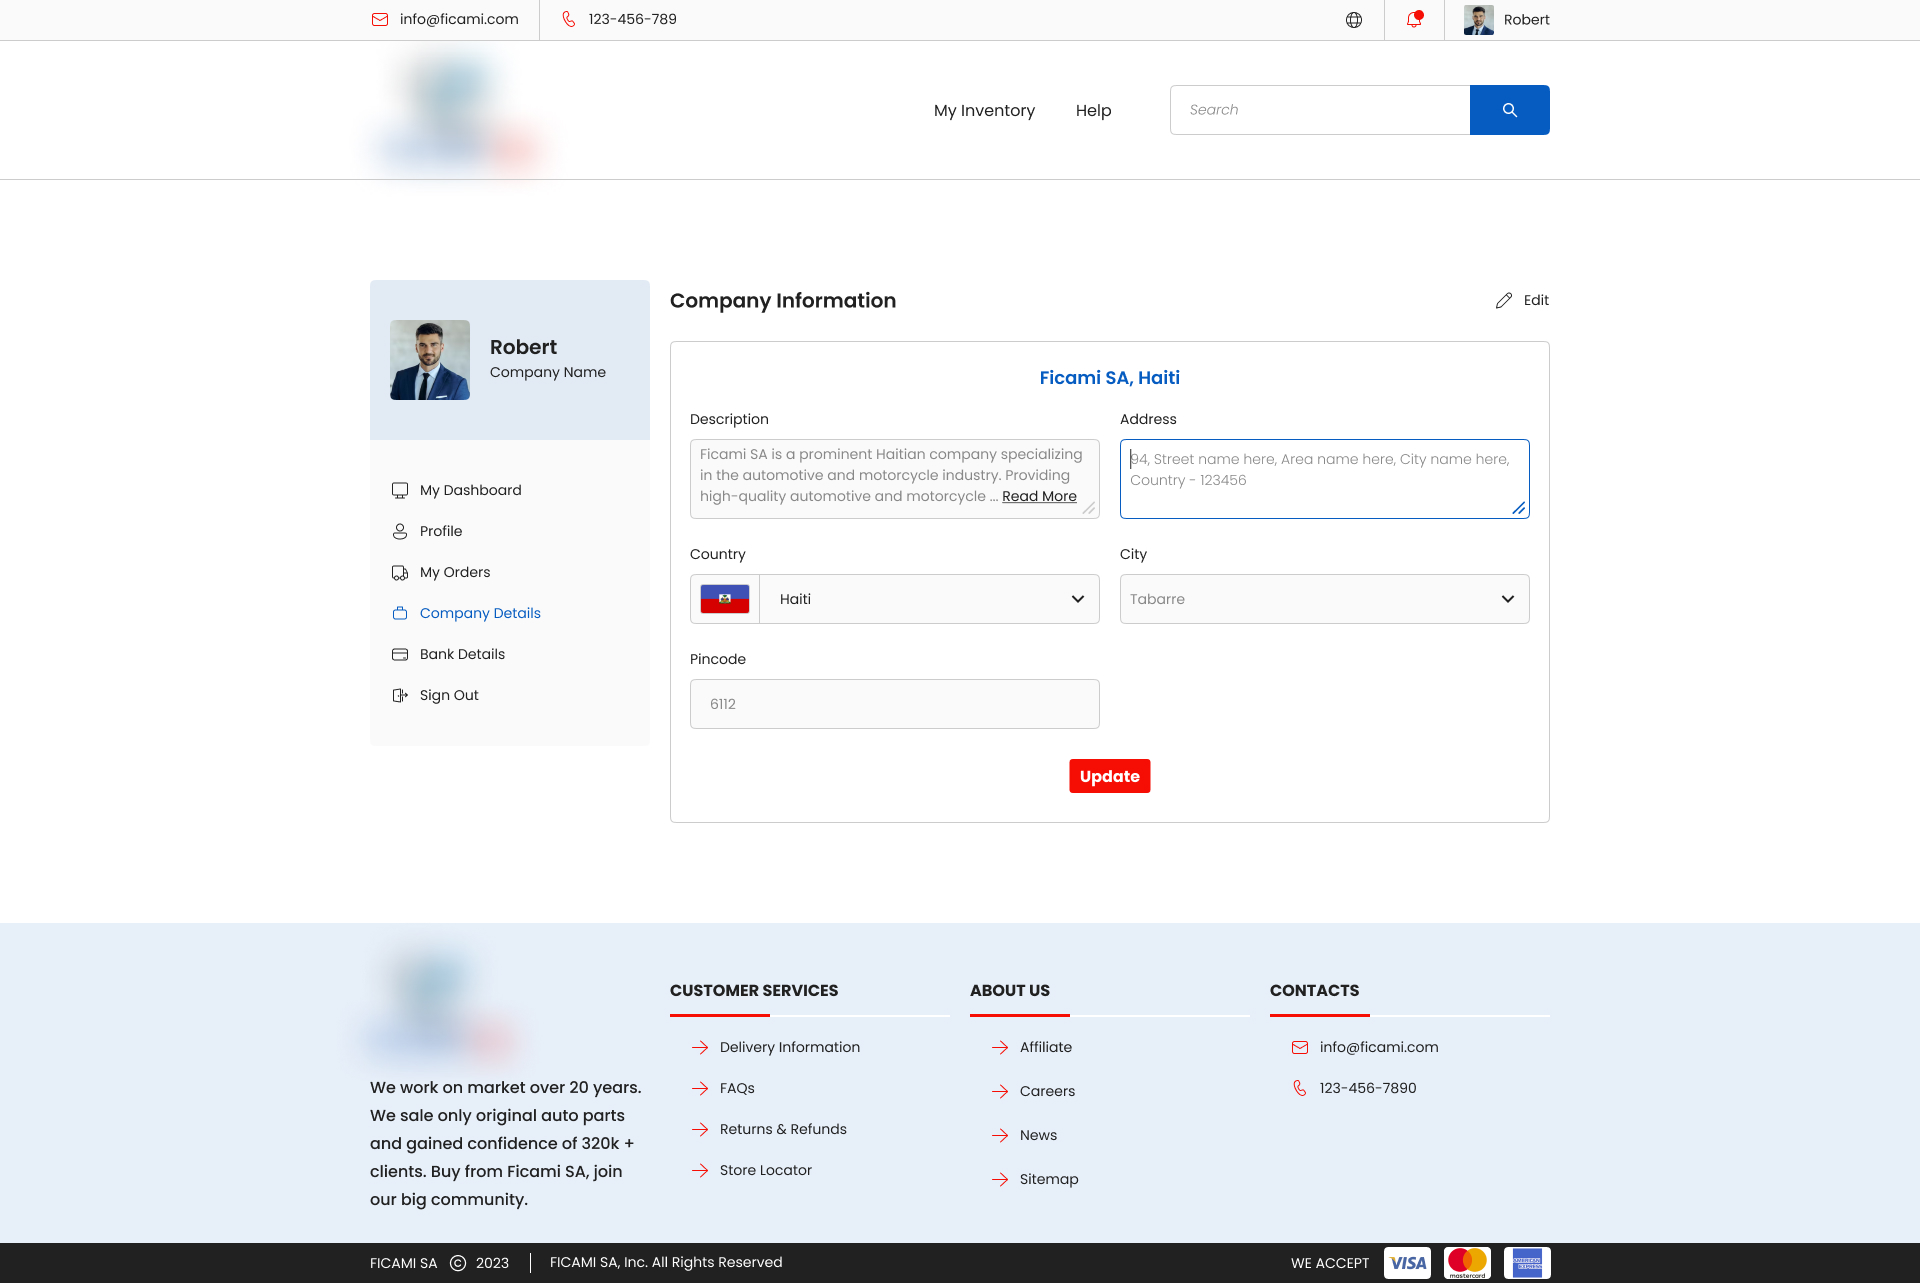 info@ficami.com
123-456-789
Robert
My Inventory
Help
Search
Robert
Company Name
My Dashboard
Profile
My Orders
Company Details
Bank Details
Sign Out
Company Information
Edit
Ficami SA, Haiti
Description
Ficami SA is a prominent Haitian company specializing
in the automotive and motorcycle industry. Providing
high-quality automotive and motorcycle ... Read More
Address
94, Street name here, Area name here, City name here,
Country - 123456
Country
Haiti
City
Tabarre
Pincode
6112
Update
We work on market over 20 years.
We sale only original auto parts
and gained confidence of 320k +
clients. Buy from Ficami SA, join
our big community.
CUSTOMER SERVICES
Delivery Information
FAQs
Returns & Refunds
Store Locator
ABOUT US
Affiliate
Careers
News
Sitemap
CONTACTS
info@ficami.com
123-456-7890
FICAMI SA © 2023
FICAMI SA, Inc. All Rights Reserved
WE ACCEPT
VISA
mastercard
AMERICAN
EXPRESS